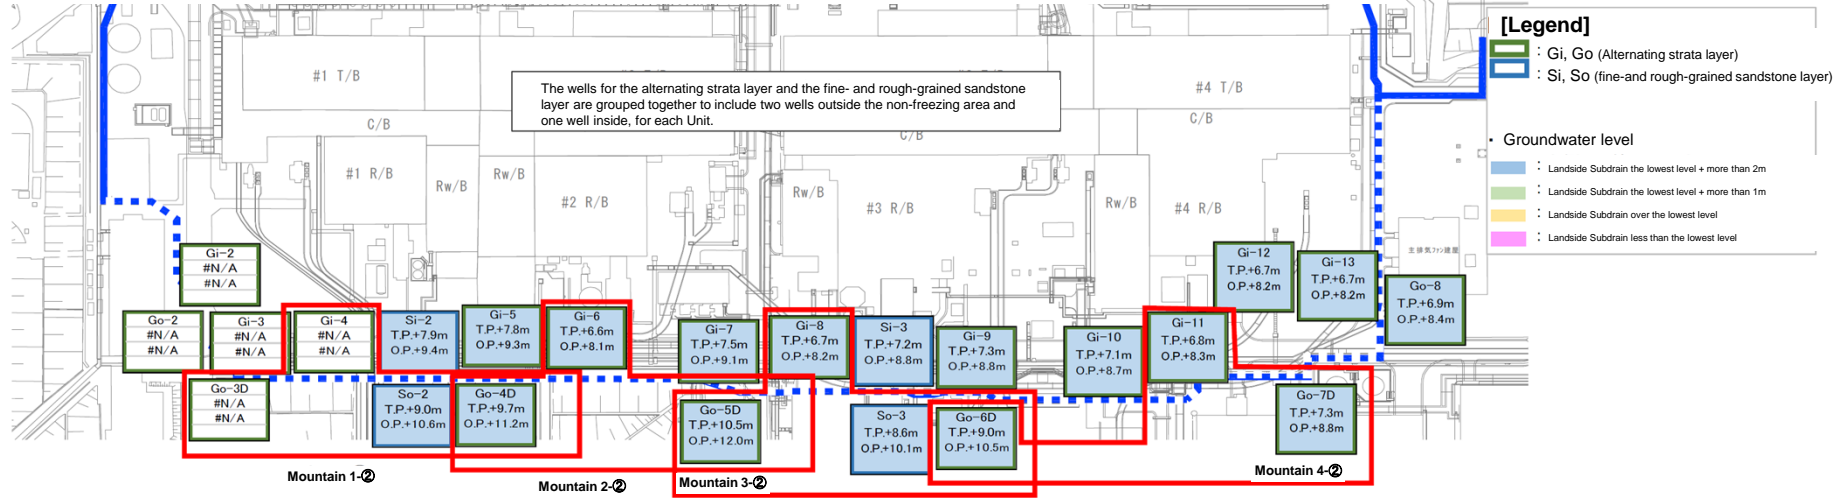 [Legend]
: Gi, Go (Alternating strata layer)
: Si, So (fine-and rough-grained sandstone layer)
・ Groundwater level
: Landside Subdrain the lowest level + more than 2m
: Landside Subdrain the lowest level + more than 1m
: Landside Subdrain over the lowest level
: Landside Subdrain less than the lowest level
#1 T/B
#4 T/B
The wells for the alternating strata layer and the fine- and rough-grained sandstone
layer are grouped together to include two wells outside the non-freezing area and
one well inside, for each Unit.
C/B
C/B
C/B
#1 R/B
Rw/B
Rw/B
#2 R/B
Rw/B
#3 R/B
Rw/B
#4 R/B
主排気ファン建屋
Gi-2
#N/A
#N/A
Go-2
#N/A
#N/A
Gi-3
#N/A
#N/A
Gi-4
#N/A
#N/A
Si-2
T.P.+7.9m
O.P.+9.4m
Gi-5
T.P.+7.8m
O.P.+9.3m
Gi-6
T.P.+6.6m
O.P.+8.1m
Gi-7
T.P.+7.5m
O.P.+9.1m
Gi-8
T.P.+6.7m
O.P.+8.2m
Si-3
T.P.+7.2m
O.P.+8.8m
Gi-9
T.P.+7.3m
O.P.+8.8m
Gi-10
T.P.+7.1m
O.P.+8.7m
Gi-11
T.P.+6.8m
O.P.+8.3m
Gi-12
T.P.+6.7m
O.P.+8.2m
Gi-13
T.P.+6.7m
O.P.+8.2m
Go-8
T.P.+6.9m
O.P.+8.4m
Go-3D
#N/A
#N/A
So-2
T.P.+9.0m
O.P.+10.6m
Go-4D
T.P.+9.7m
O.P.+11.2m
Go-5D
T.P.+10.5m
O.P.+12.0m
So-3
T.P.+8.6m
O.P.+10.1m
Go-6D
T.P.+9.0m
O.P.+10.5m
Go-7D
T.P.+7.3m
O.P.+8.8m
Mountain 1-②
Mountain 2-②
Mountain 3-②
Mountain 4-②